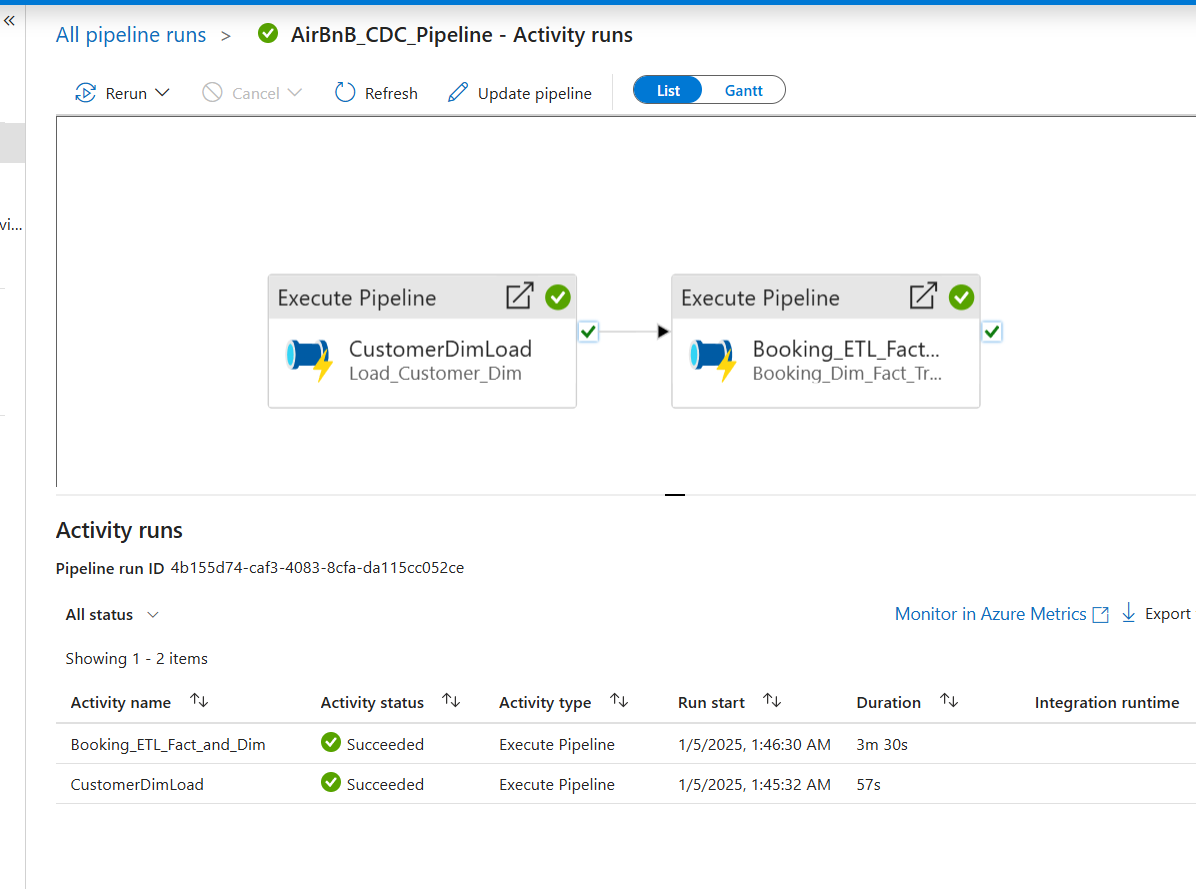 «
All pipeline runs > AirBnB_CDC_Pipeline - Activity runs
Rerun Cancel Refresh Update pipeline List Gantt
vi...
Execute Pipeline Execute Pipeline
CustomerDimLoad Booking_ETL_Fact...
Load_Customer_Dim Booking_Dim_Fact_Tr...
Activity runs
Pipeline run ID 4b155d74-caf3-4083-8cfa-da115cc052ce
All status Monitor in Azure Metrics Export
Showing 1 - 2 items
Activity name Activity status Activity type Run start Duration Integration runtime
Booking_ETL_Fact_and_Dim Succeeded Execute Pipeline 1/5/2025, 1:46:30 AM 3m 30s
CustomerDimLoad Succeeded Execute Pipeline 1/5/2025, 1:45:32 AM 57s